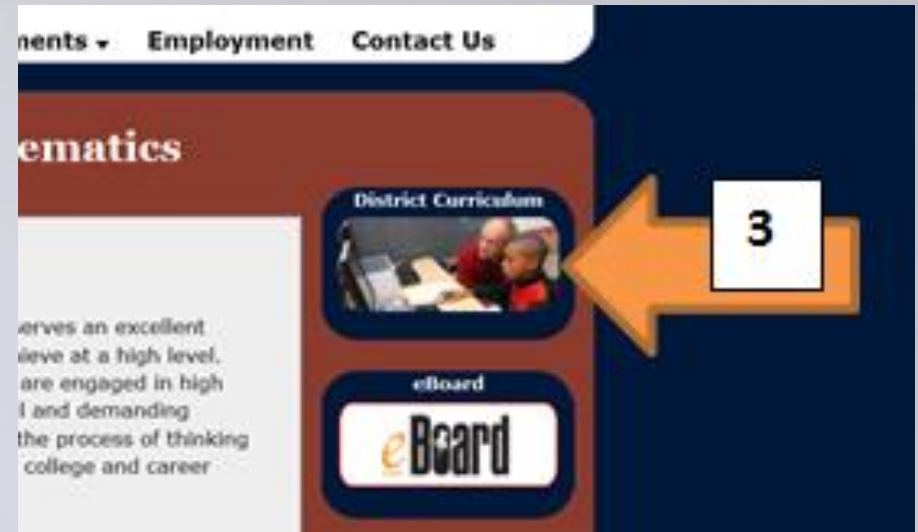 ments Employment Contact Us
ematics
District Curriculum
3
erves an excellent
ieve at a high level.
are engaged in high
l and demanding
the process of thinking
college and career
eBoard
eBoard